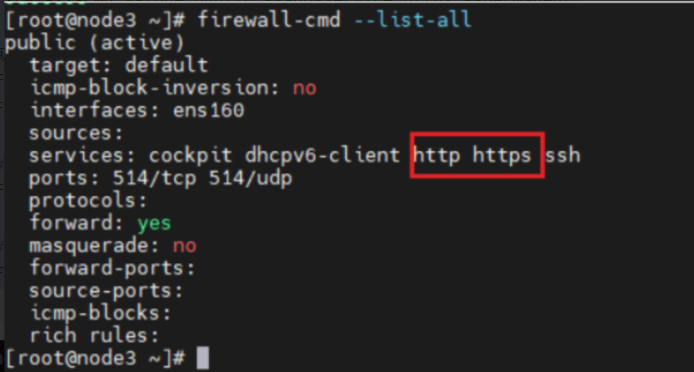 [root@node3 ~]# firewall-cmd --list-all
public (active)
  target: default
  icmp-block-inversion: no
  interfaces: ens160
  sources:
  services: cockpit dhcpv6-client http https ssh
  ports: 514/tcp 514/udp
  protocols:
  forward: yes
  masquerade: no
  forward-ports:
  source-ports:
  icmp-blocks:
  rich rules:
[root@node3 ~]#